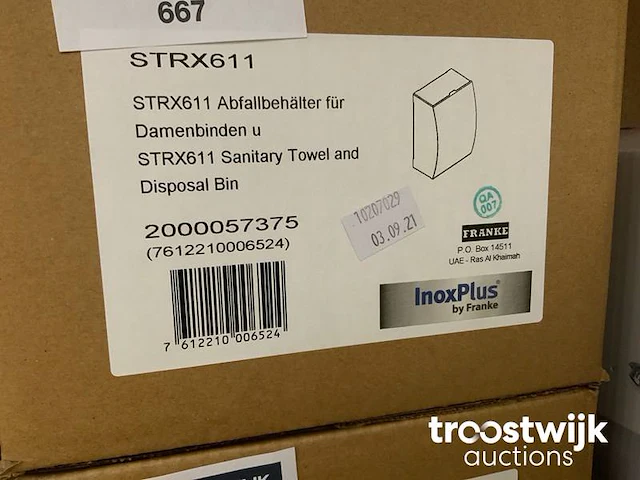 667
STRX611
STRX611 Abfallbehälter für
Damenbinden u
STRX611 Sanitary Towel and
Disposal Bin
2000057375
(7612210006524)
7 612210 006524
10207029
03.09.21
QA
007
FRANKE
P.O. Box 14511
UAE - Ras Al Khaimah
InoxPlus®
by Franke
troostwijk
auctions